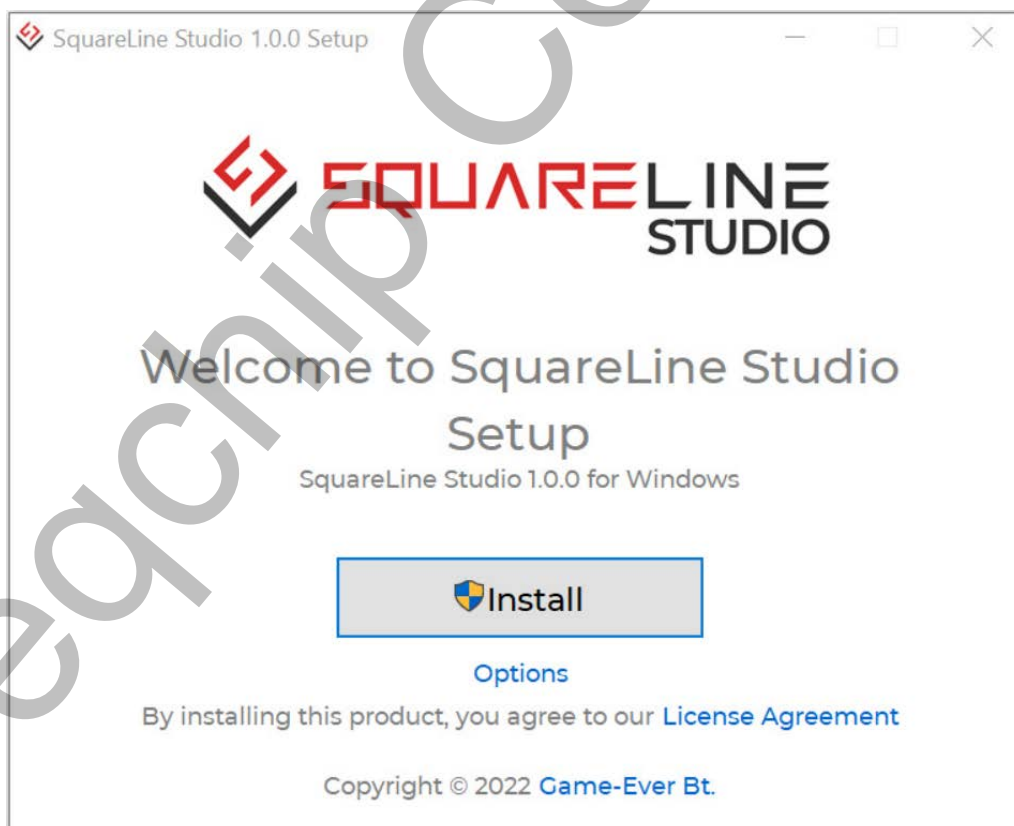 SquareLine Studio 1.0.0 Setup
SQUARELINE
STUDIO
Welcome to SquareLine Studio
Setup
SquareLine Studio 1.0.0 for Windows
Install
Options
By installing this product, you agree to our License Agreement
Copyright © 2022 Game-Ever Bt.